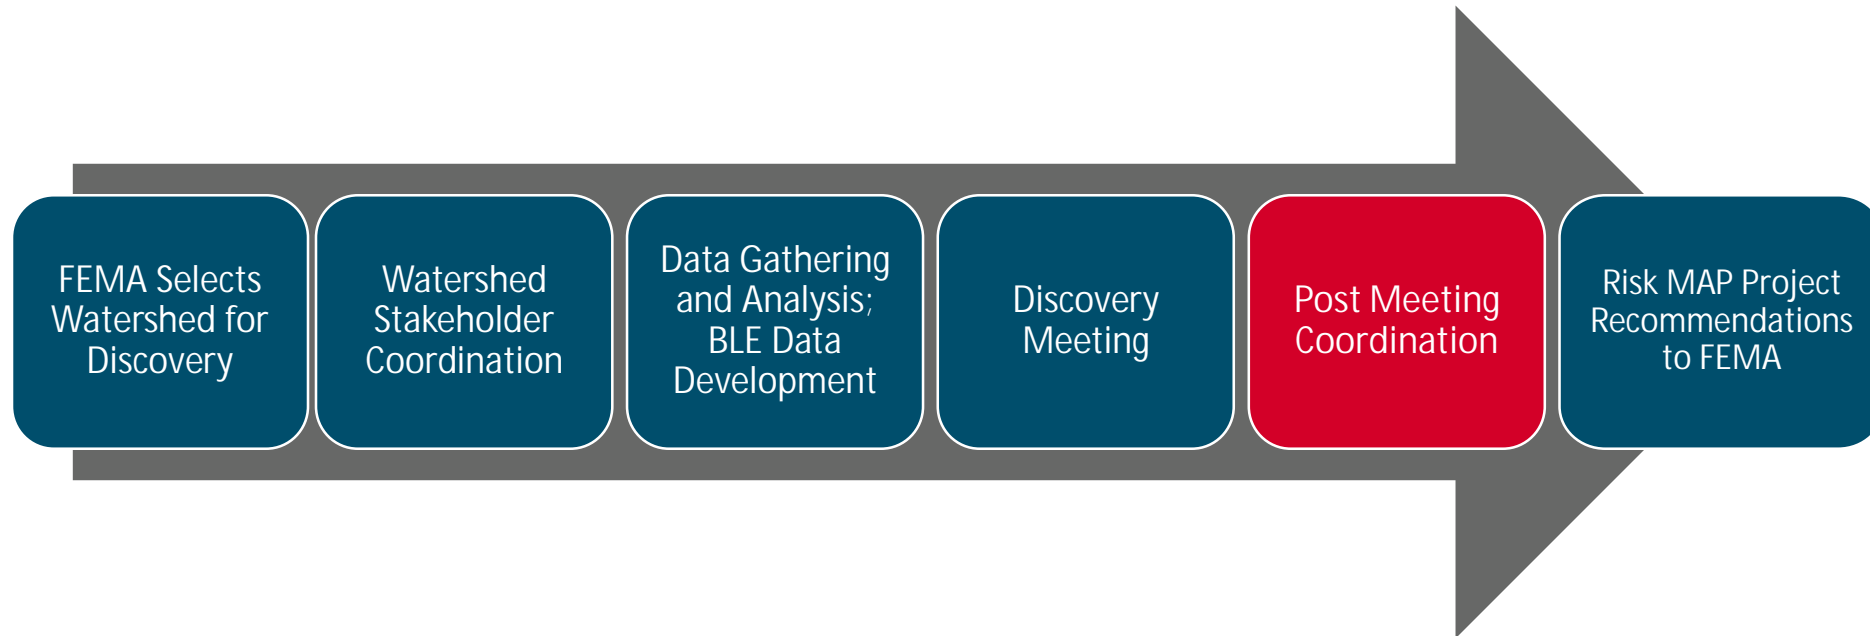 FEMA Selects
Watershed for
Discovery
Watershed
Stakeholder
Coordination
Data Gathering
and Analysis;
BLE Data
Development
Discovery
Meeting
Post Meeting
Coordination
Risk MAP Project
Recommendations
to FEMA